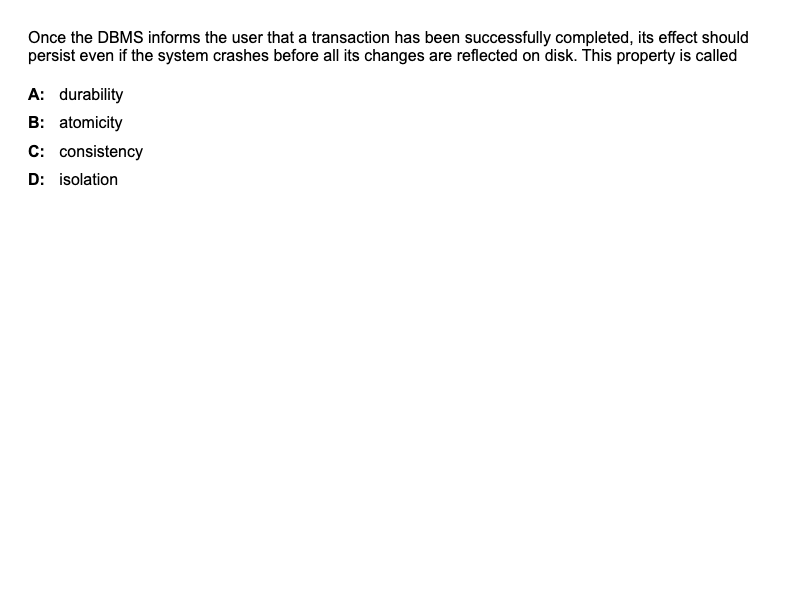 Once the DBMS informs the user that a transaction has been successfully completed, its effect should
persist even if the system crashes before all its changes are reflected on disk. This property is called
A: durability
B: atomicity
C: consistency
D: isolation